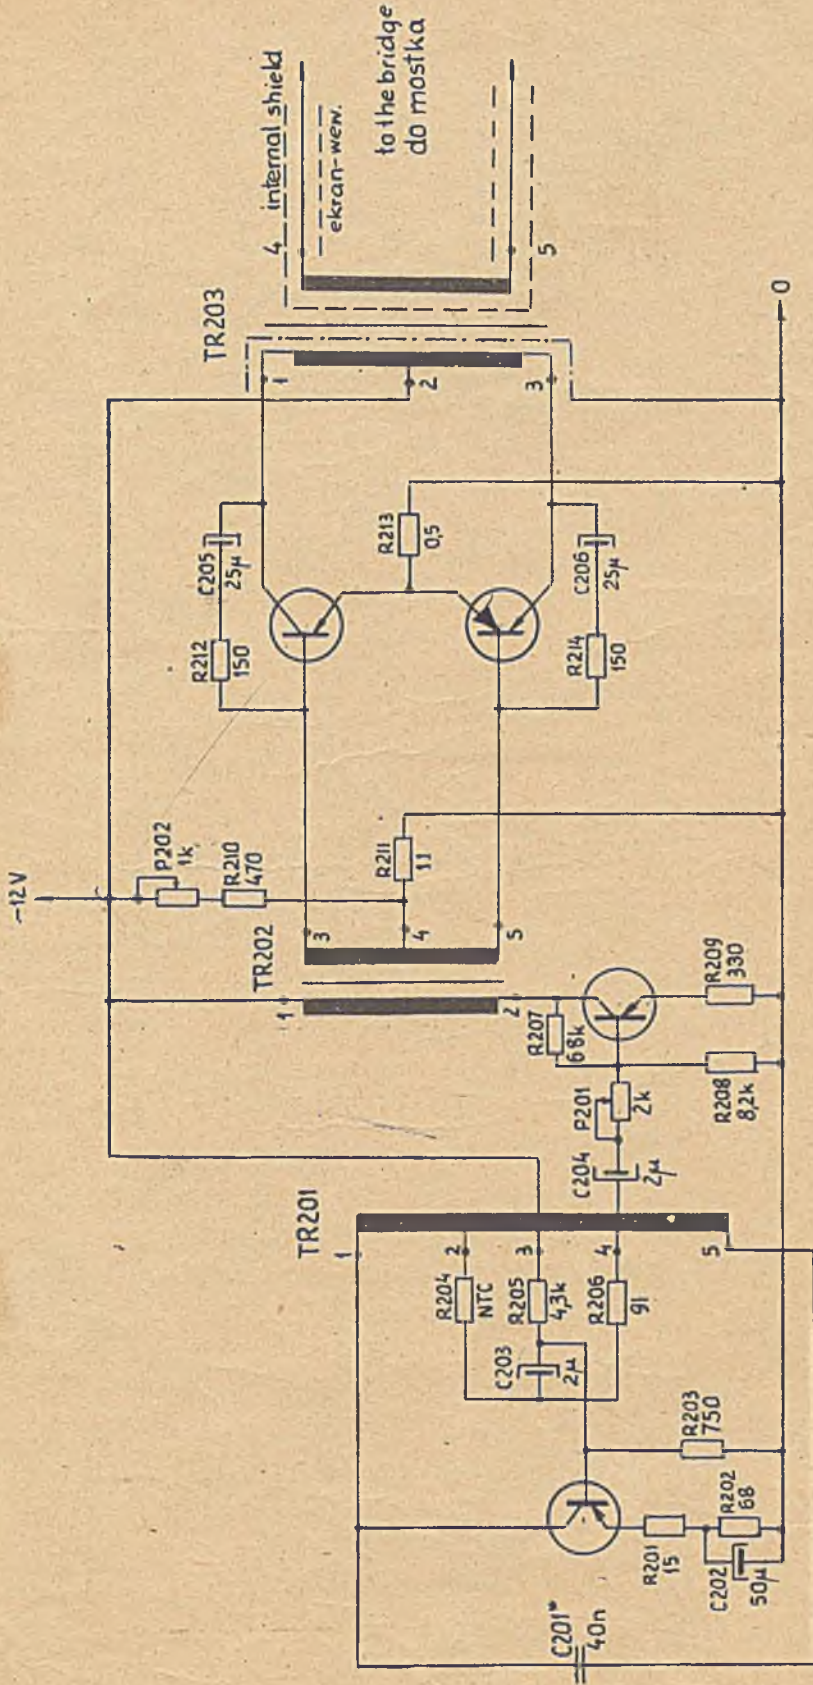 -12V
P202
1k
R210
470
R212
150
C205
25µ
TR203
4
internal shield
ekran-wew.
to the bridge
do mostka
1
2
3
5
R213
0,5
C206
25µ
R214
150
R211
11
TR202
1
2
3
4
5
R207
68k
P201
2k
C204
2µ
R209
330
R208
8,2k
0
TR201
1
2
3
4
5
R204
NTC
R205
4,3k
R206
91
C203
2µ
R203
750
R202
68
R201
15
C202
50µ
C201*
40n